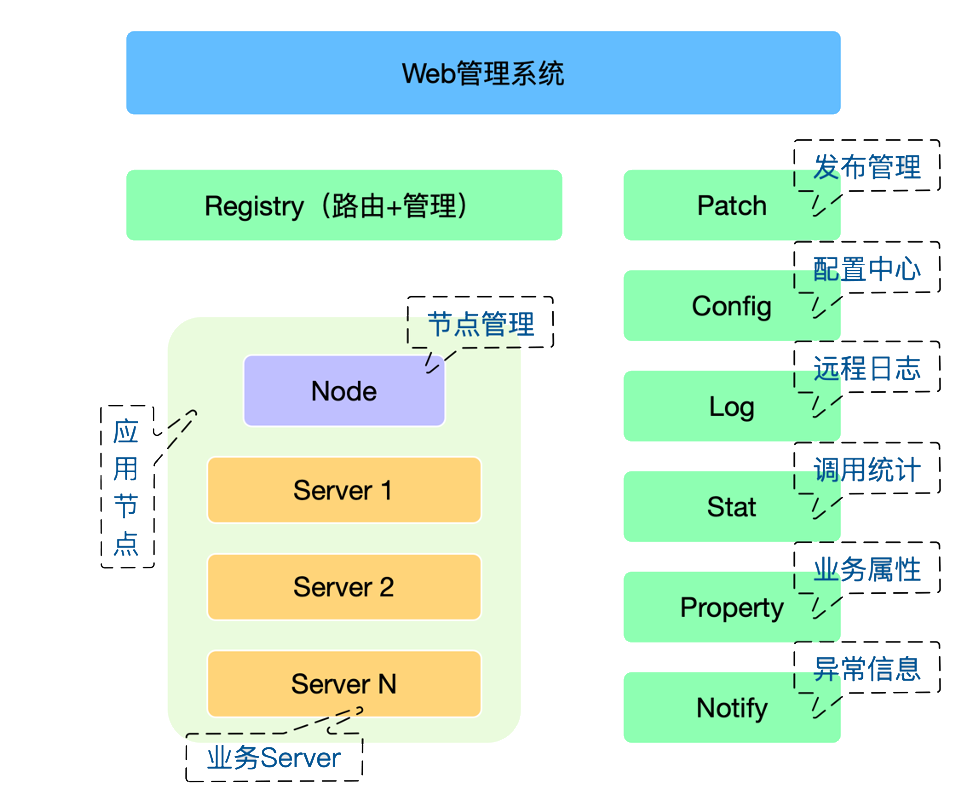 Web管理系统
Registry（路由+管理）
节点管理
Node
应
用
节
点
Server 1
Server 2
Server N
业务Server
发布管理
Patch
配置中心
Config
远程日志
Log
调用统计
Stat
业务属性
Property
异常信息
Notify